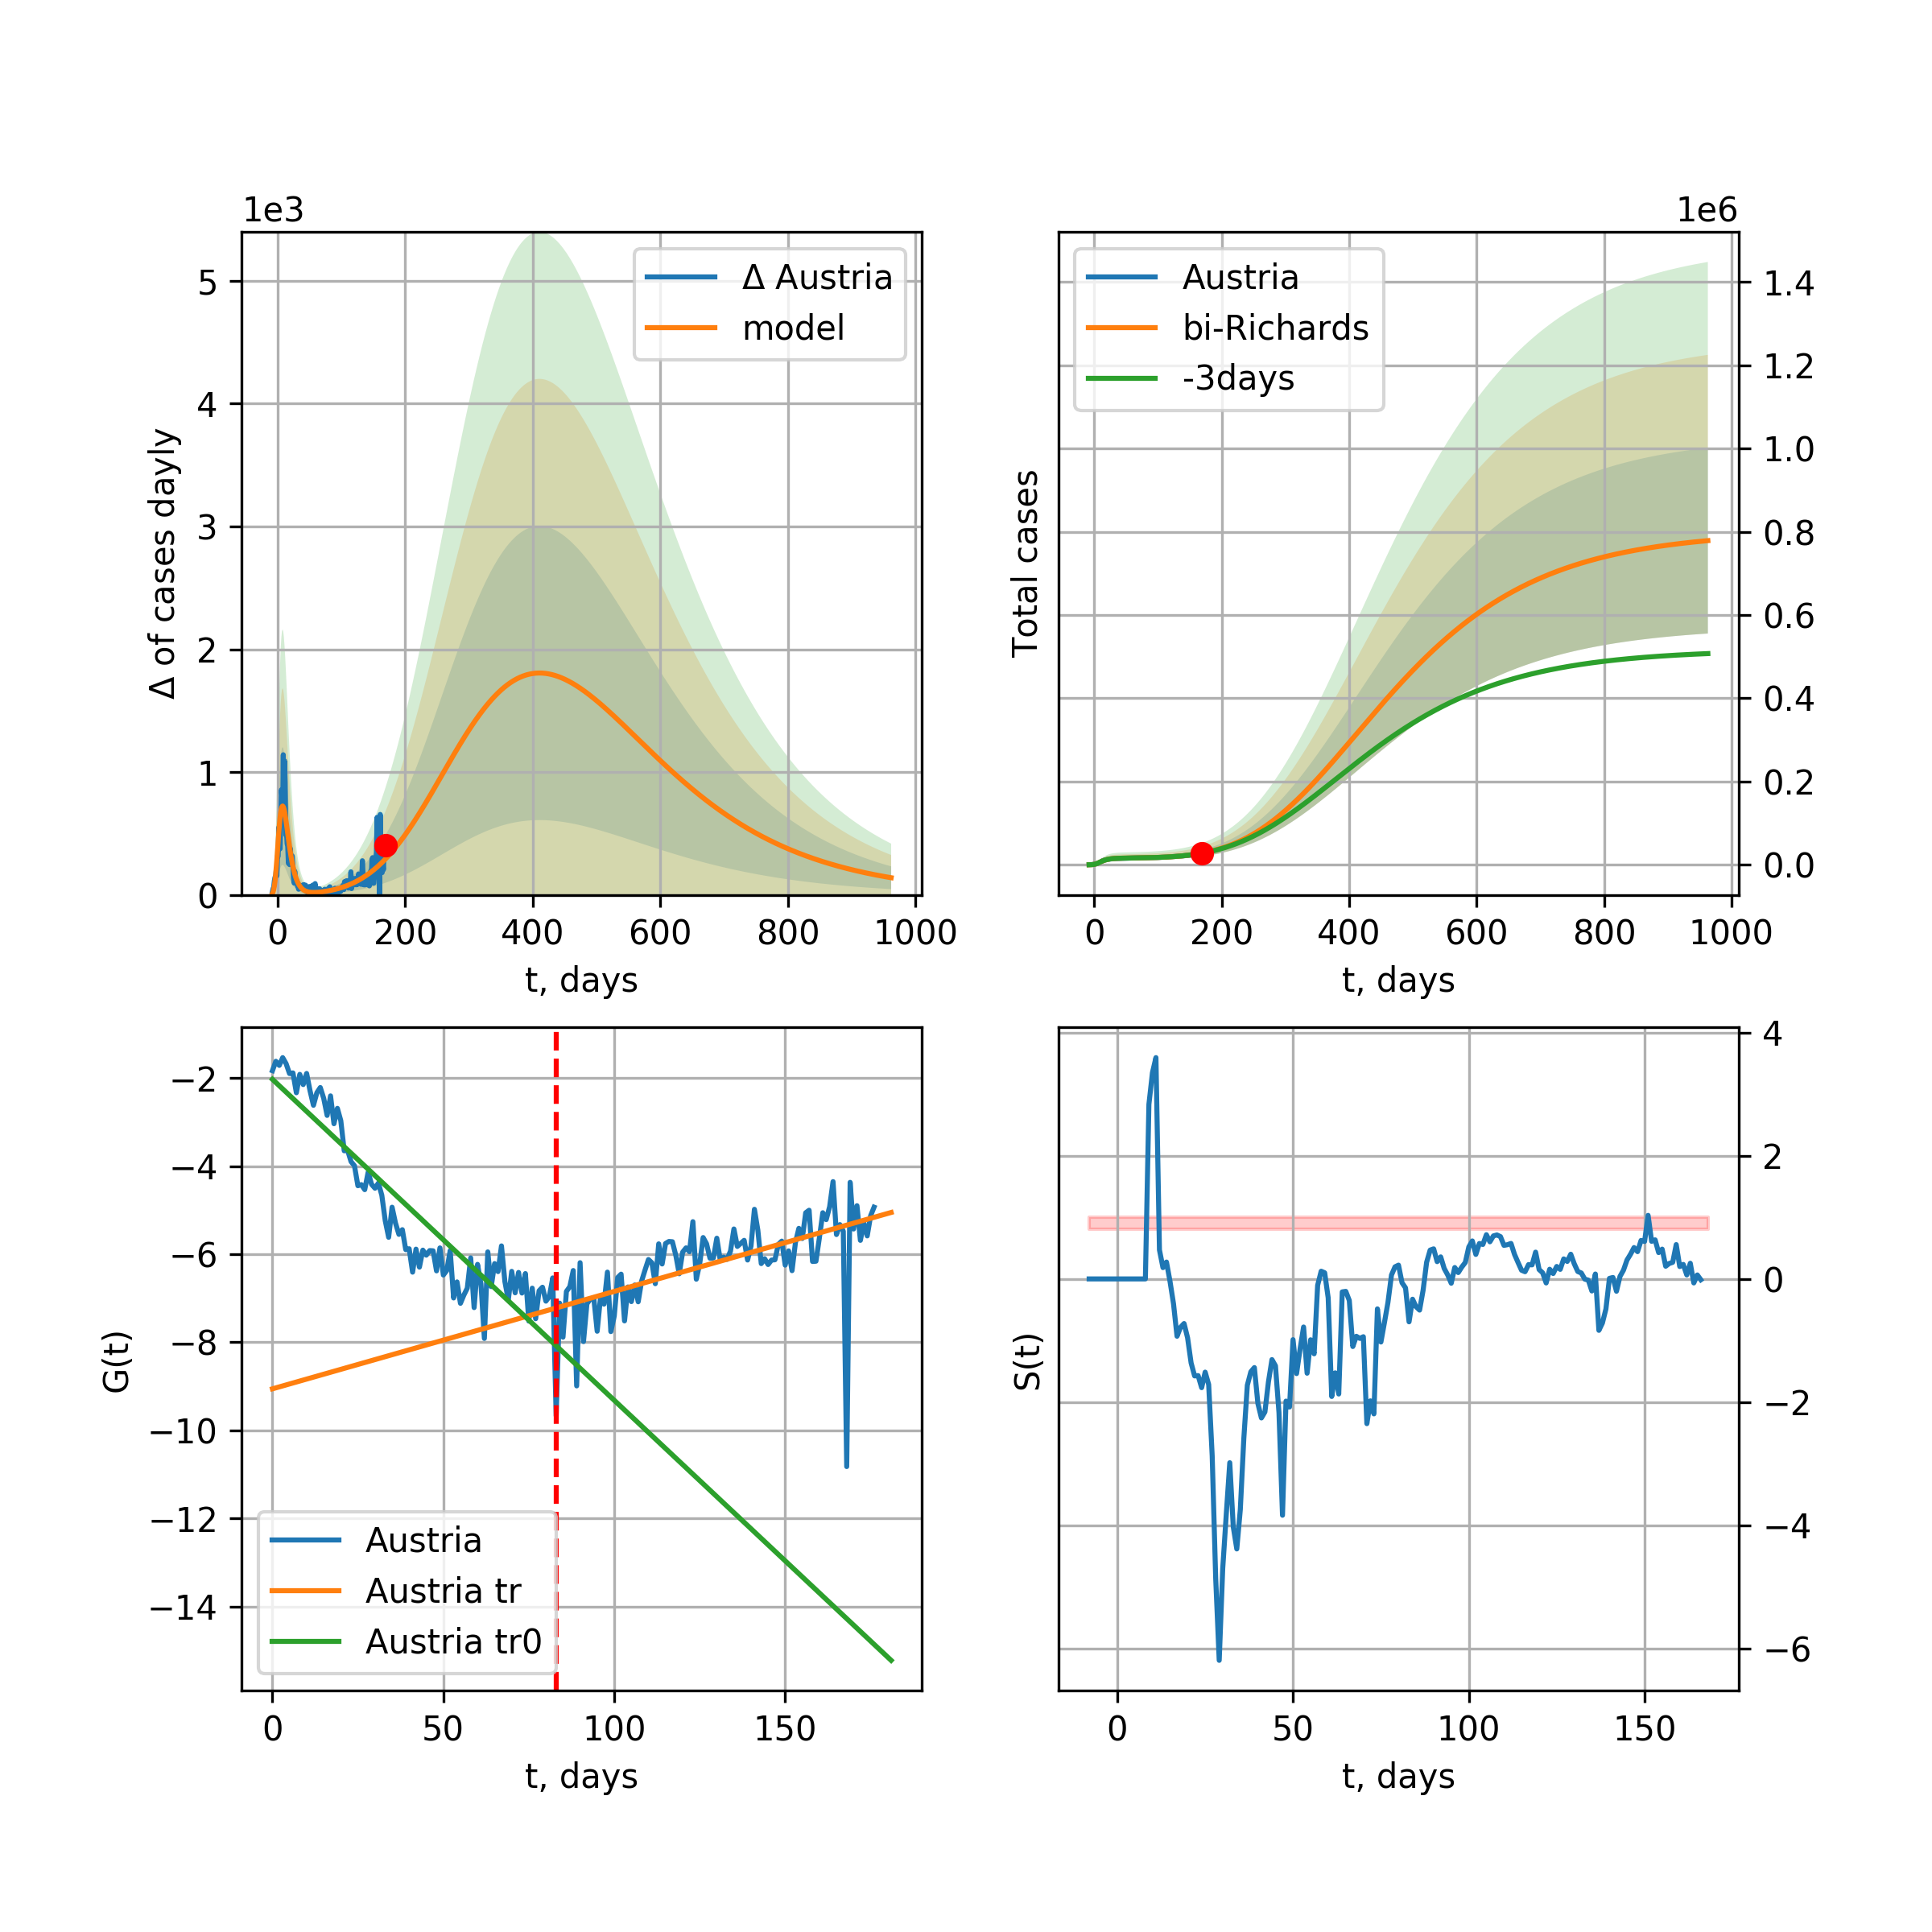 1e3
Δ of cases dayly
5
4
3
2
1
0
Δ Austria
model
0 200 400 600 800 1000
t, days
1e6
Total cases
Austria
bi-Richards
-3days
1.4
1.2
1.0
0.8
0.6
0.4
0.2
0.0
0 200 400 600 800 1000
t, days
G(t)
−2
−4
−6
−8
−10
−12
−14
Austria
Austria tr
Austria tr0
0 50 100 150
t, days
S(t)
4
2
0
−2
−4
−6
0 50 100 150
t, days